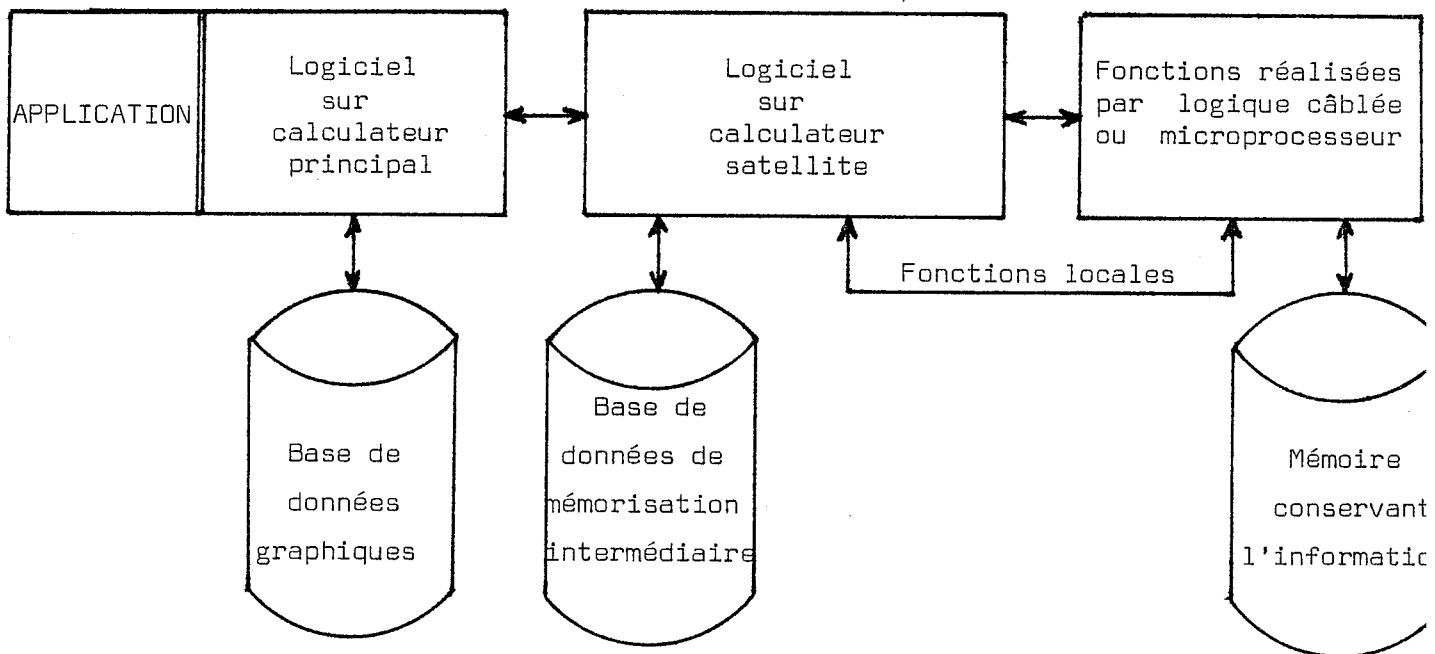 APPLICATION
Logiciel
sur
calculateur
principal
Logiciel
sur
calculateur
satellite
Fonctions réalisées
par logique câblée
ou microprocesseur
Fonctions locales
Base de
données
graphiques
Base de
données de
mémorisation
intermédiaire
Mémoire
conservant
l'informatic